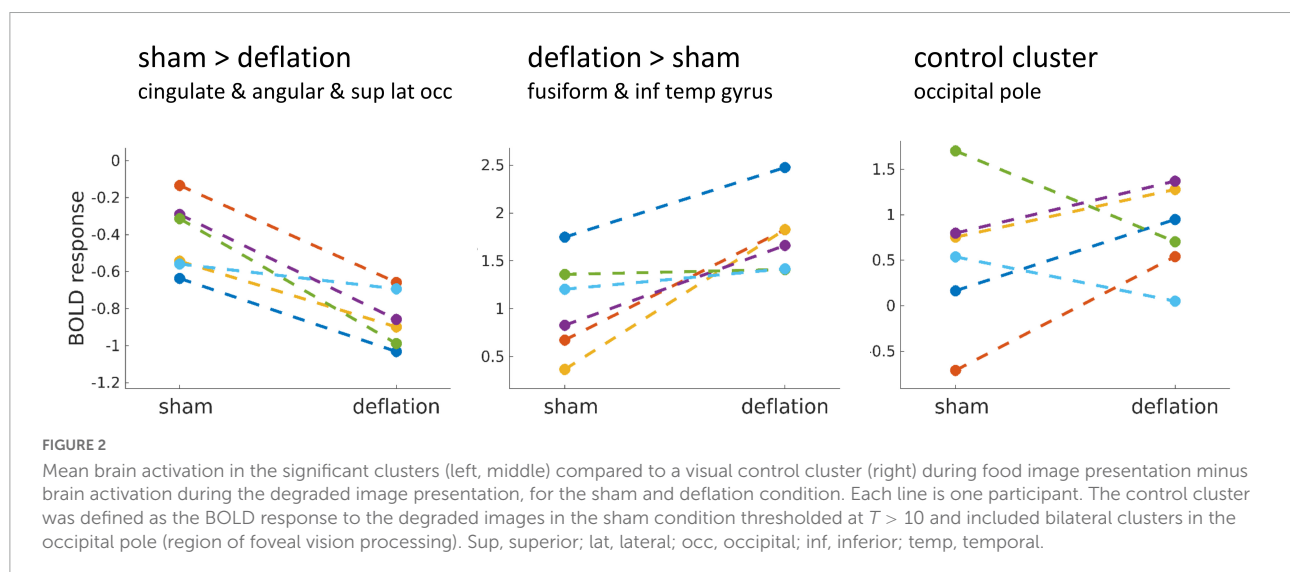 sham > deflation
cingulate & angular & sup lat occ
deflation > sham
fusiform & inf temp gyrus
control cluster
occipital pole
BOLD response
0
-0.2
-0.4
-0.6
-0.8
-1
-1.2
sham
deflation
2.5
2
1.5
1
0.5
sham
deflation
1.5
1
0.5
0
-0.5
sham
deflation
FIGURE 2
Mean brain activation in the significant clusters (left, middle) compared to a visual control cluster (right) during food image presentation minus
brain activation during the degraded image presentation, for the sham and deflation condition. Each line is one participant. The control cluster
was defined as the BOLD response to the degraded images in the sham condition thresholded at T > 10 and included bilateral clusters in the
occipital pole (region of foveal vision processing). Sup, superior; lat, lateral; occ, occipital; inf, inferior; temp, temporal.